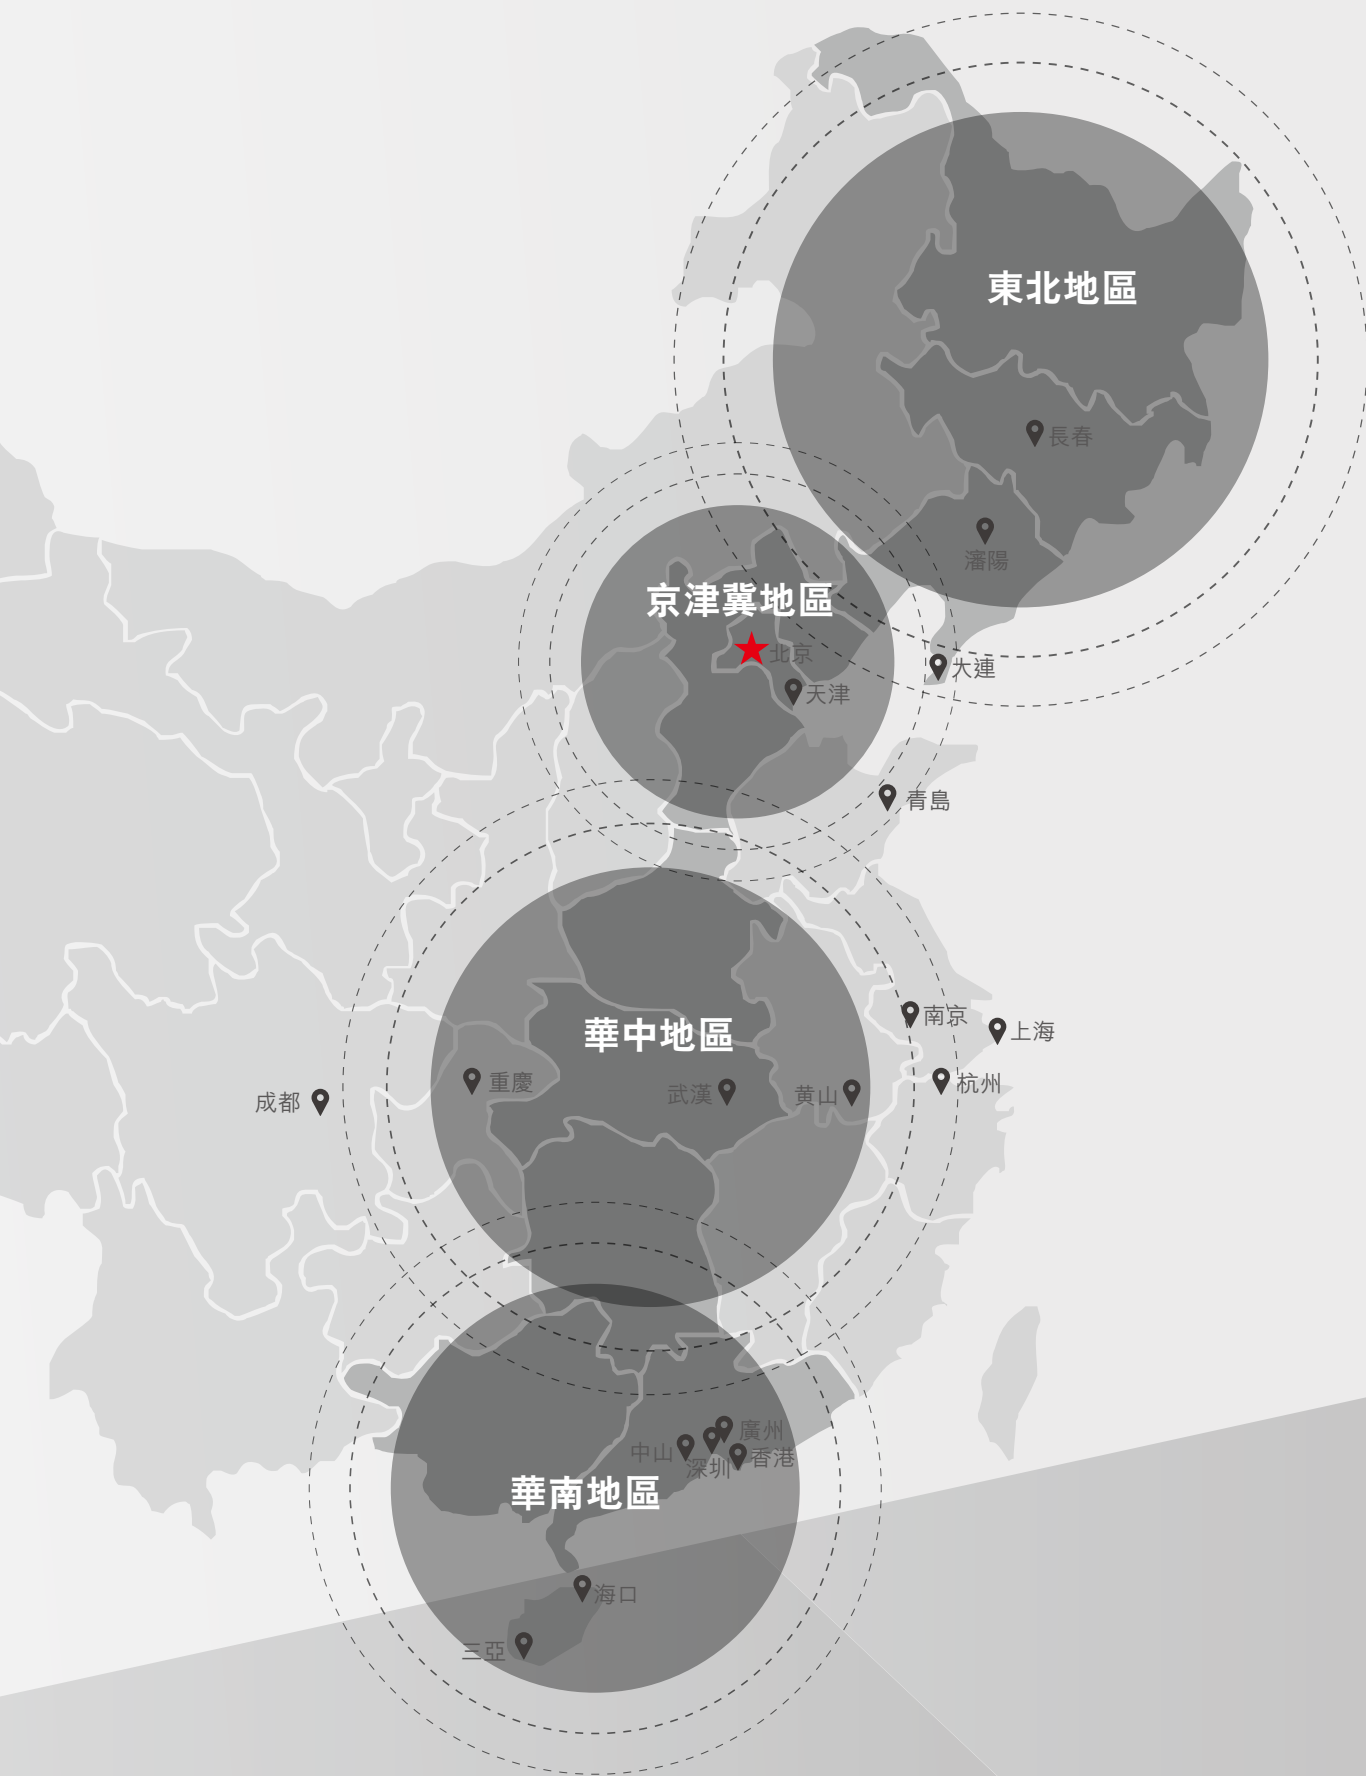 東北地區
長春
瀋陽
京津冀地區
北京
大連
天津
青島
南京
上海
華中地區
重慶
武漢
黄山
杭州
成都
廣州
中山
香港
深圳
華南地區
海口
三亞